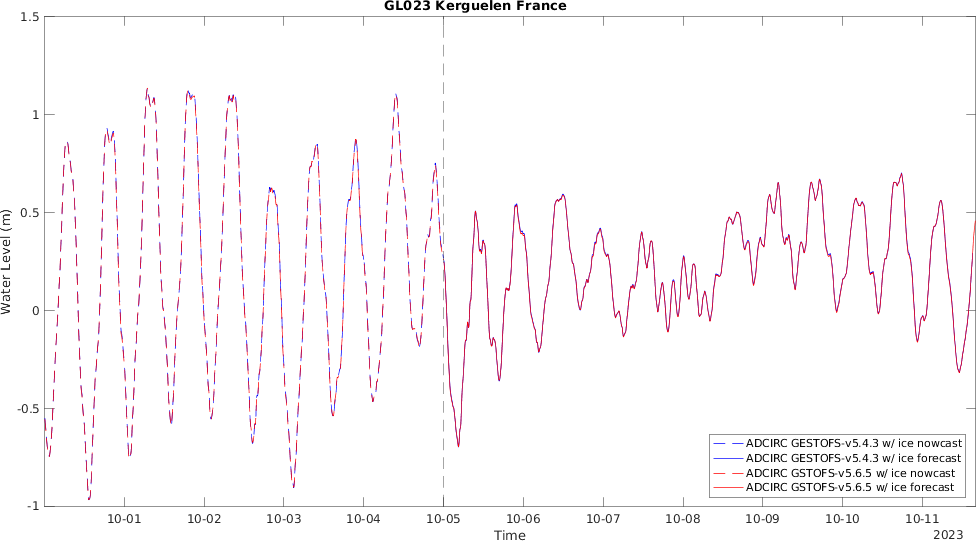 GL023 Kerguelen France
1.5
1
0.5
0
-0.5
-1
Water Level (m)
10-01 10-02 10-03 10-04 10-05 10-06 10-07 10-08 10-09 10-10 10-11
Time
2023
ADCIRC GESTOFS-v5.4.3 w/ ice nowcast
ADCIRC GESTOFS-v5.4.3 w/ ice forecast
ADCIRC GSTOFS-v5.6.5 w/ ice nowcast
ADCIRC GSTOFS-v5.6.5 w/ ice forecast